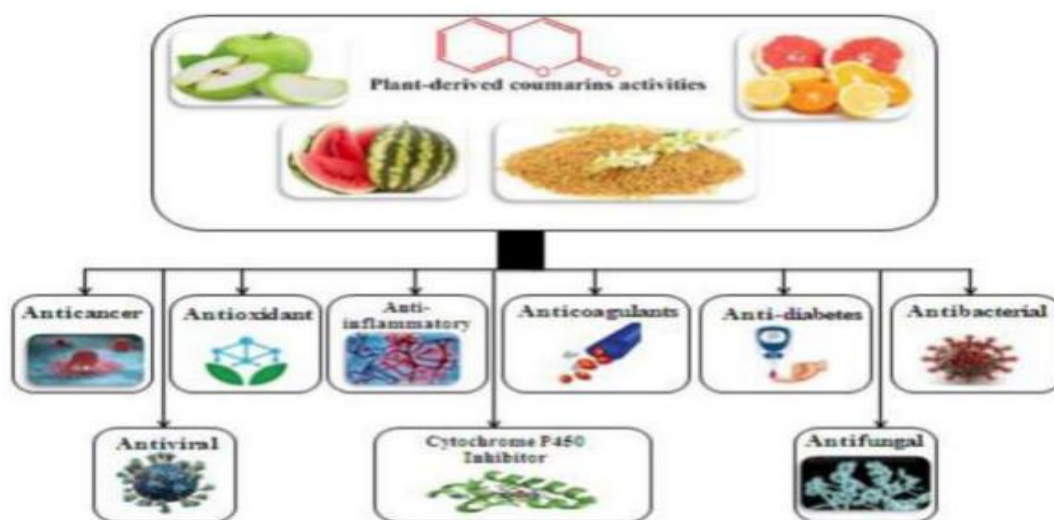 Plant-derived coumarins activities
Anticancer
Antioxidant
Anti-
inflammatory
Anticoagulants
Anti-diabetes
Antibacterial
Antiviral
Cytochrome P450
Inhibitor
Antifungal